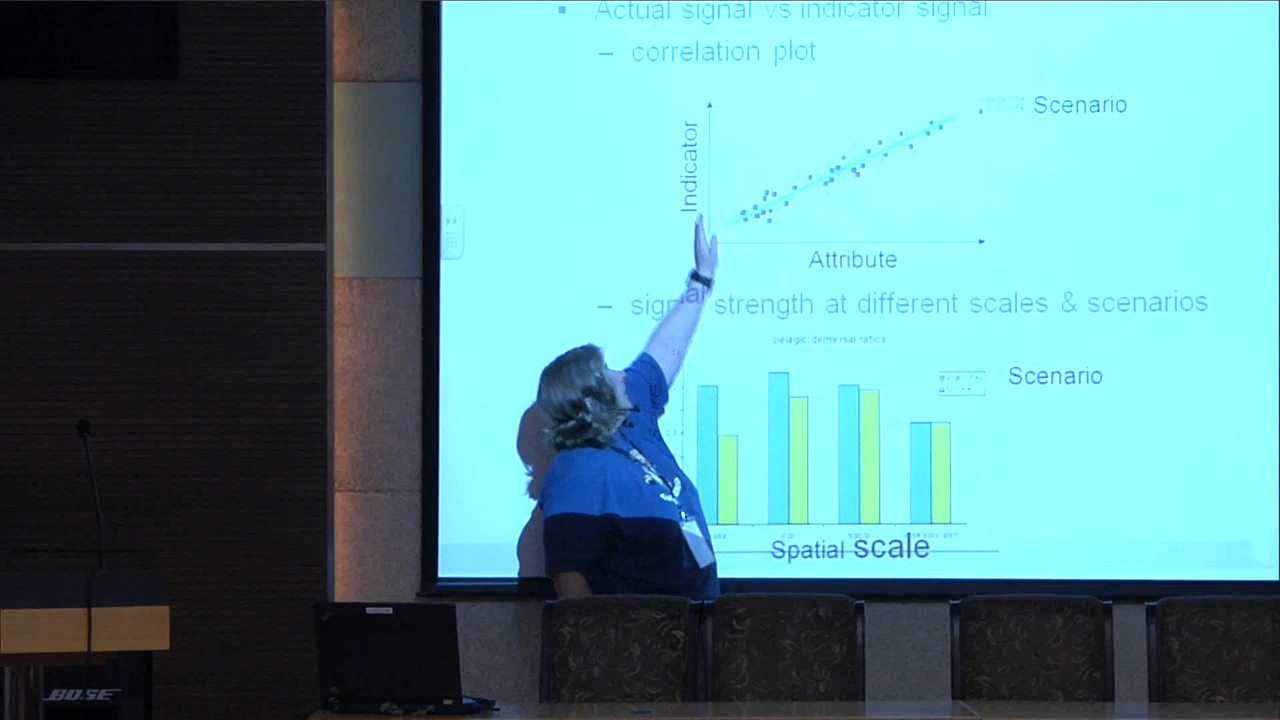 Actual signal vs indicator signal
– correlation plot
Scenario
Indicator
Attribute
– signal strength at different scales & scenarios
pelagic:demersal ratios
Scenario
Spatial scale
BOSE